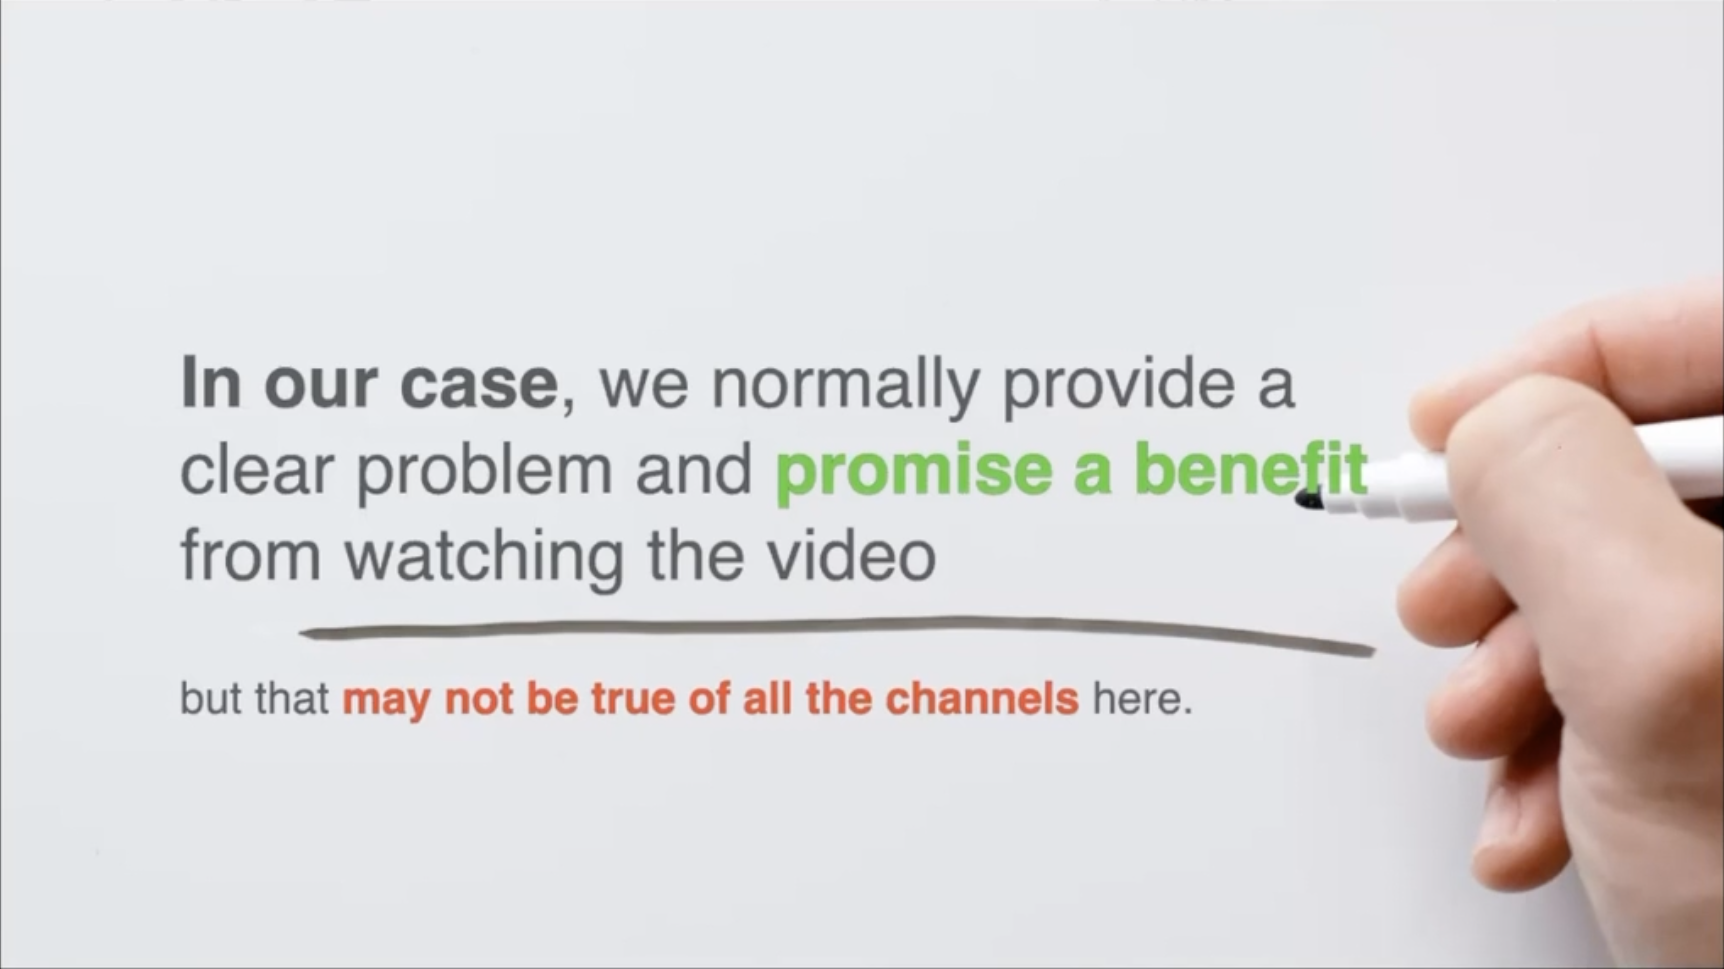 In our case, we normally provide a
clear problem and promise a benefit
from watching the video
but that may not be true of all the channels here.